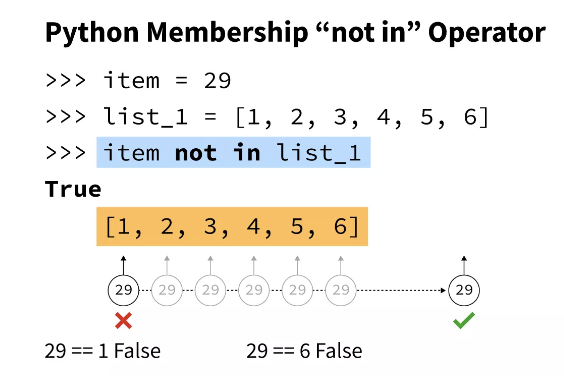 Python Membership “not in” Operator
>>> item = 29
>>> list_1 = [1, 2, 3, 4, 5, 6]
>>> item not in list_1
True
[1, 2, 3, 4, 5, 6]
29 29 29 29 29 29 29
29 == 1 False 29 == 6 False